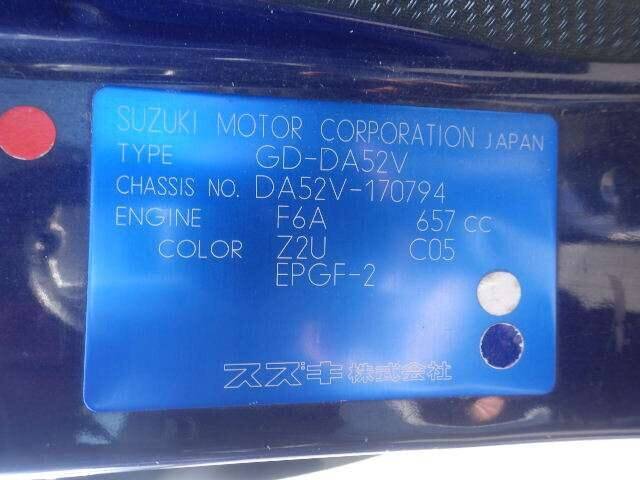 SUZUKI MOTOR CORPORATION JAPAN
TYPE GD-DA52V
CHASSIS NO. DA52V-170794
ENGINE F6A 657 cc
COLOR Z2U C05
EPGF-2
スズキ株式会社